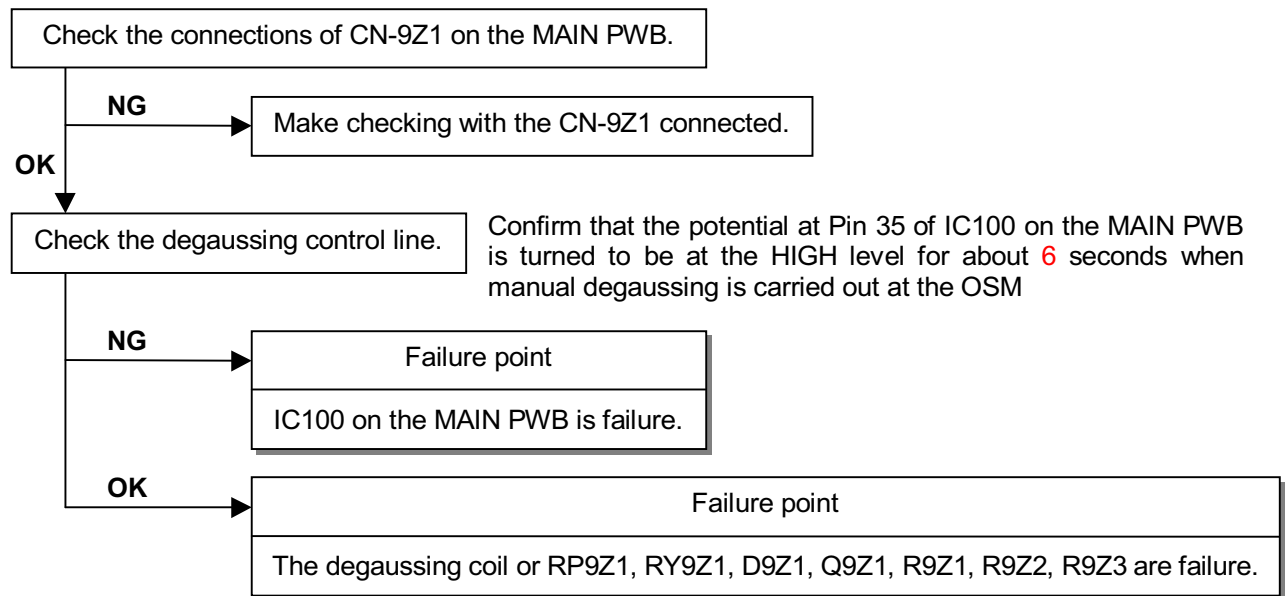 Check the connections of CN-9Z1 on the MAIN PWB.
NG
Make checking with the CN-9Z1 connected.
OK
Check the degaussing control line.
Confirm that the potential at Pin 35 of IC100 on the MAIN PWB
is turned to be at the HIGH level for about 6 seconds when
manual degaussing is carried out at the OSM
NG
Failure point
IC100 on the MAIN PWB is failure.
OK
Failure point
The degaussing coil or RP9Z1, RY9Z1, D9Z1, Q9Z1, R9Z1, R9Z2, R9Z3 are failure.